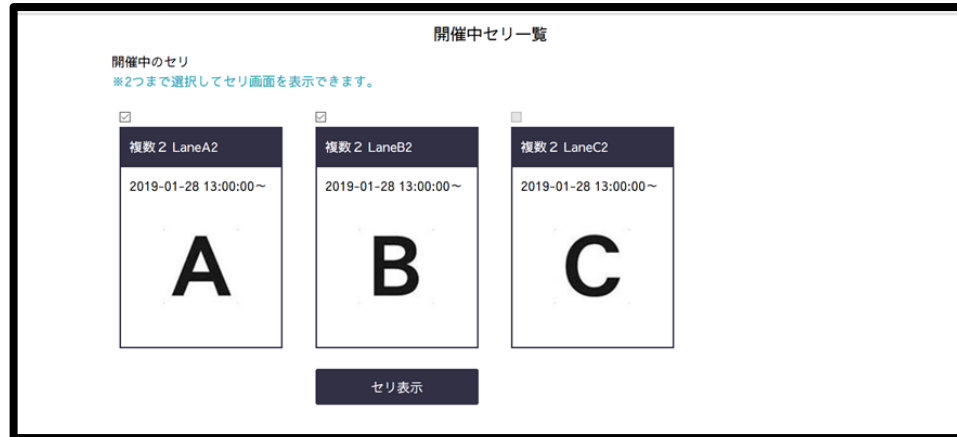 開催中セリ一覧
開催中のセリ
※2つまで選択してセリ画面を表示できます。
複数２ LaneA2
複数２ LaneB2
複数２ LaneC2
2019-01-28 13:00:00～
2019-01-28 13:00:00～
2019-01-28 13:00:00～
A
B
C
セリ表示